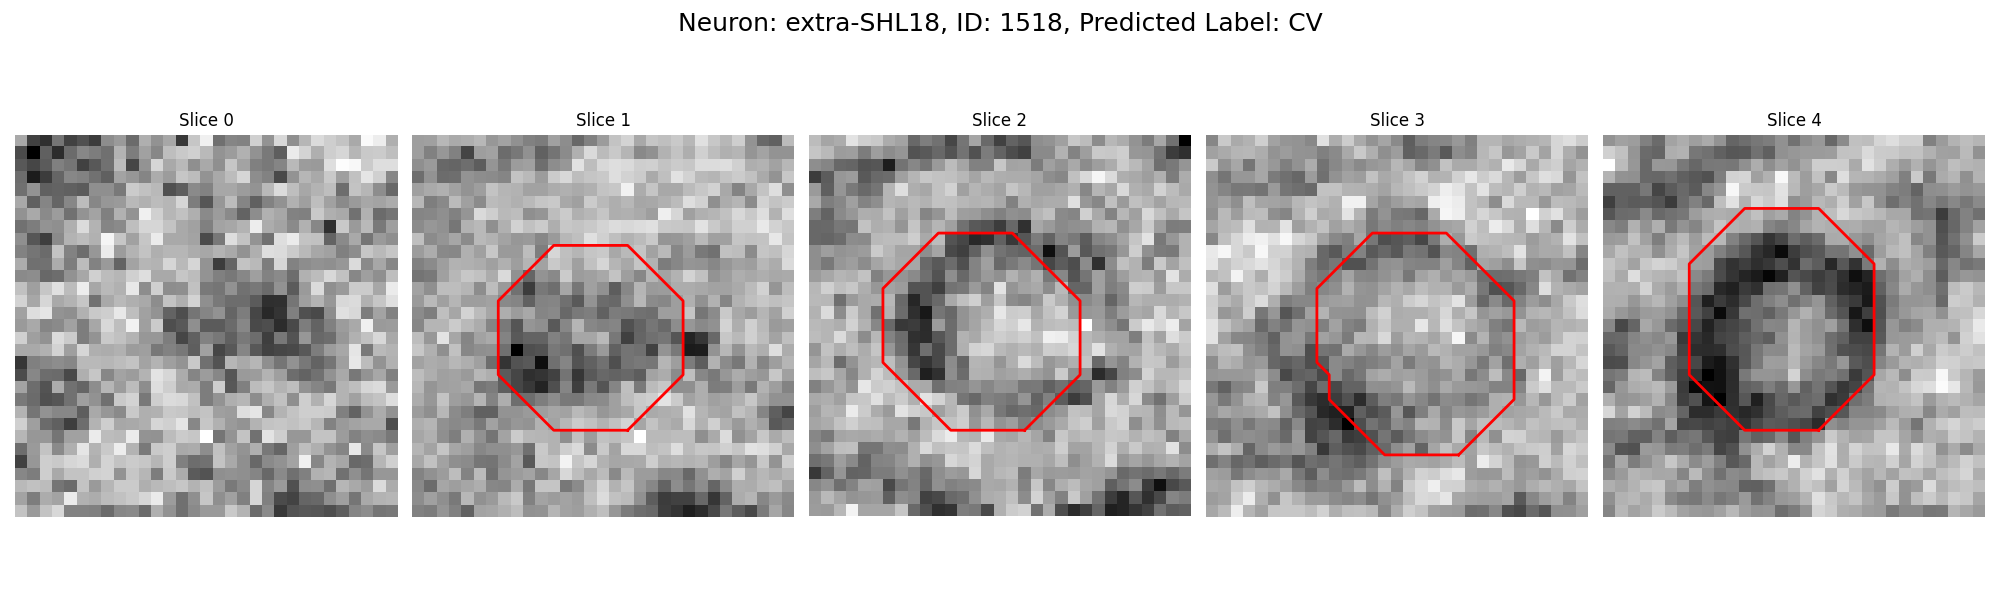 Neuron: extra-SHL18, ID: 1518, Predicted Label: CV
Slice 0
Slice 1
Slice 2
Slice 3
Slice 4